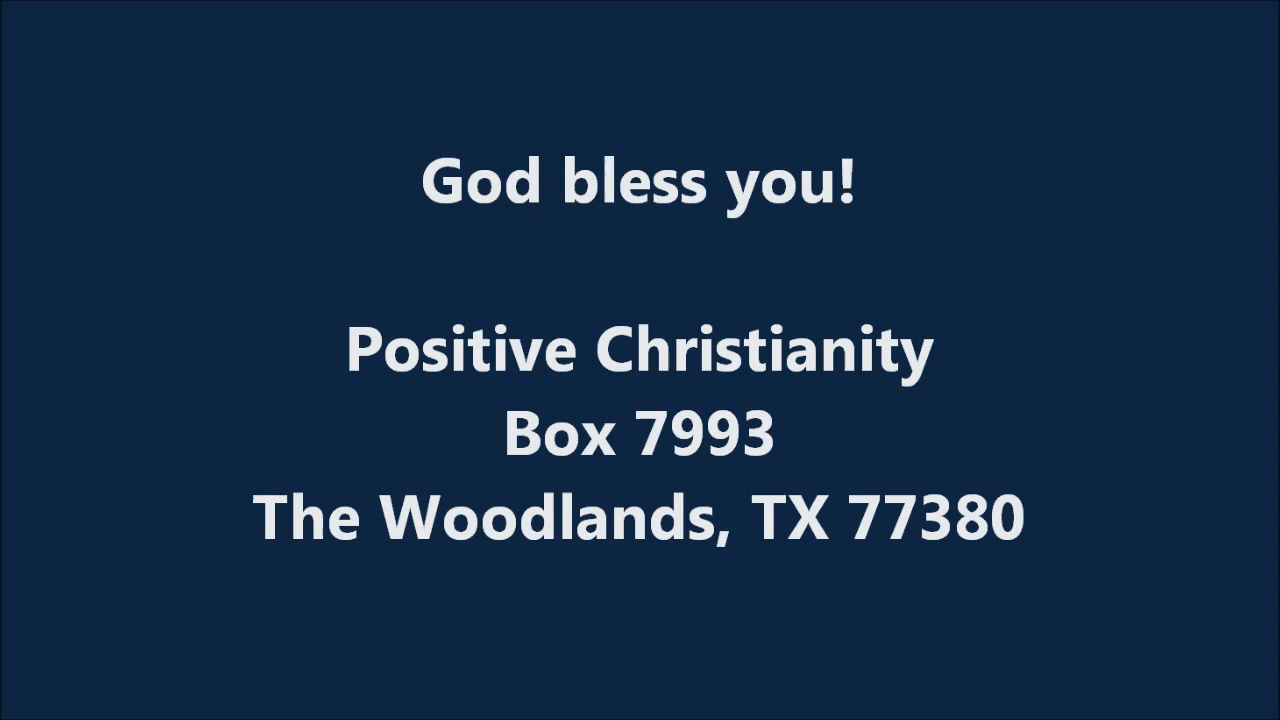 God bless you!
Positive Christianity
Box 7993
The Woodlands, TX 77380